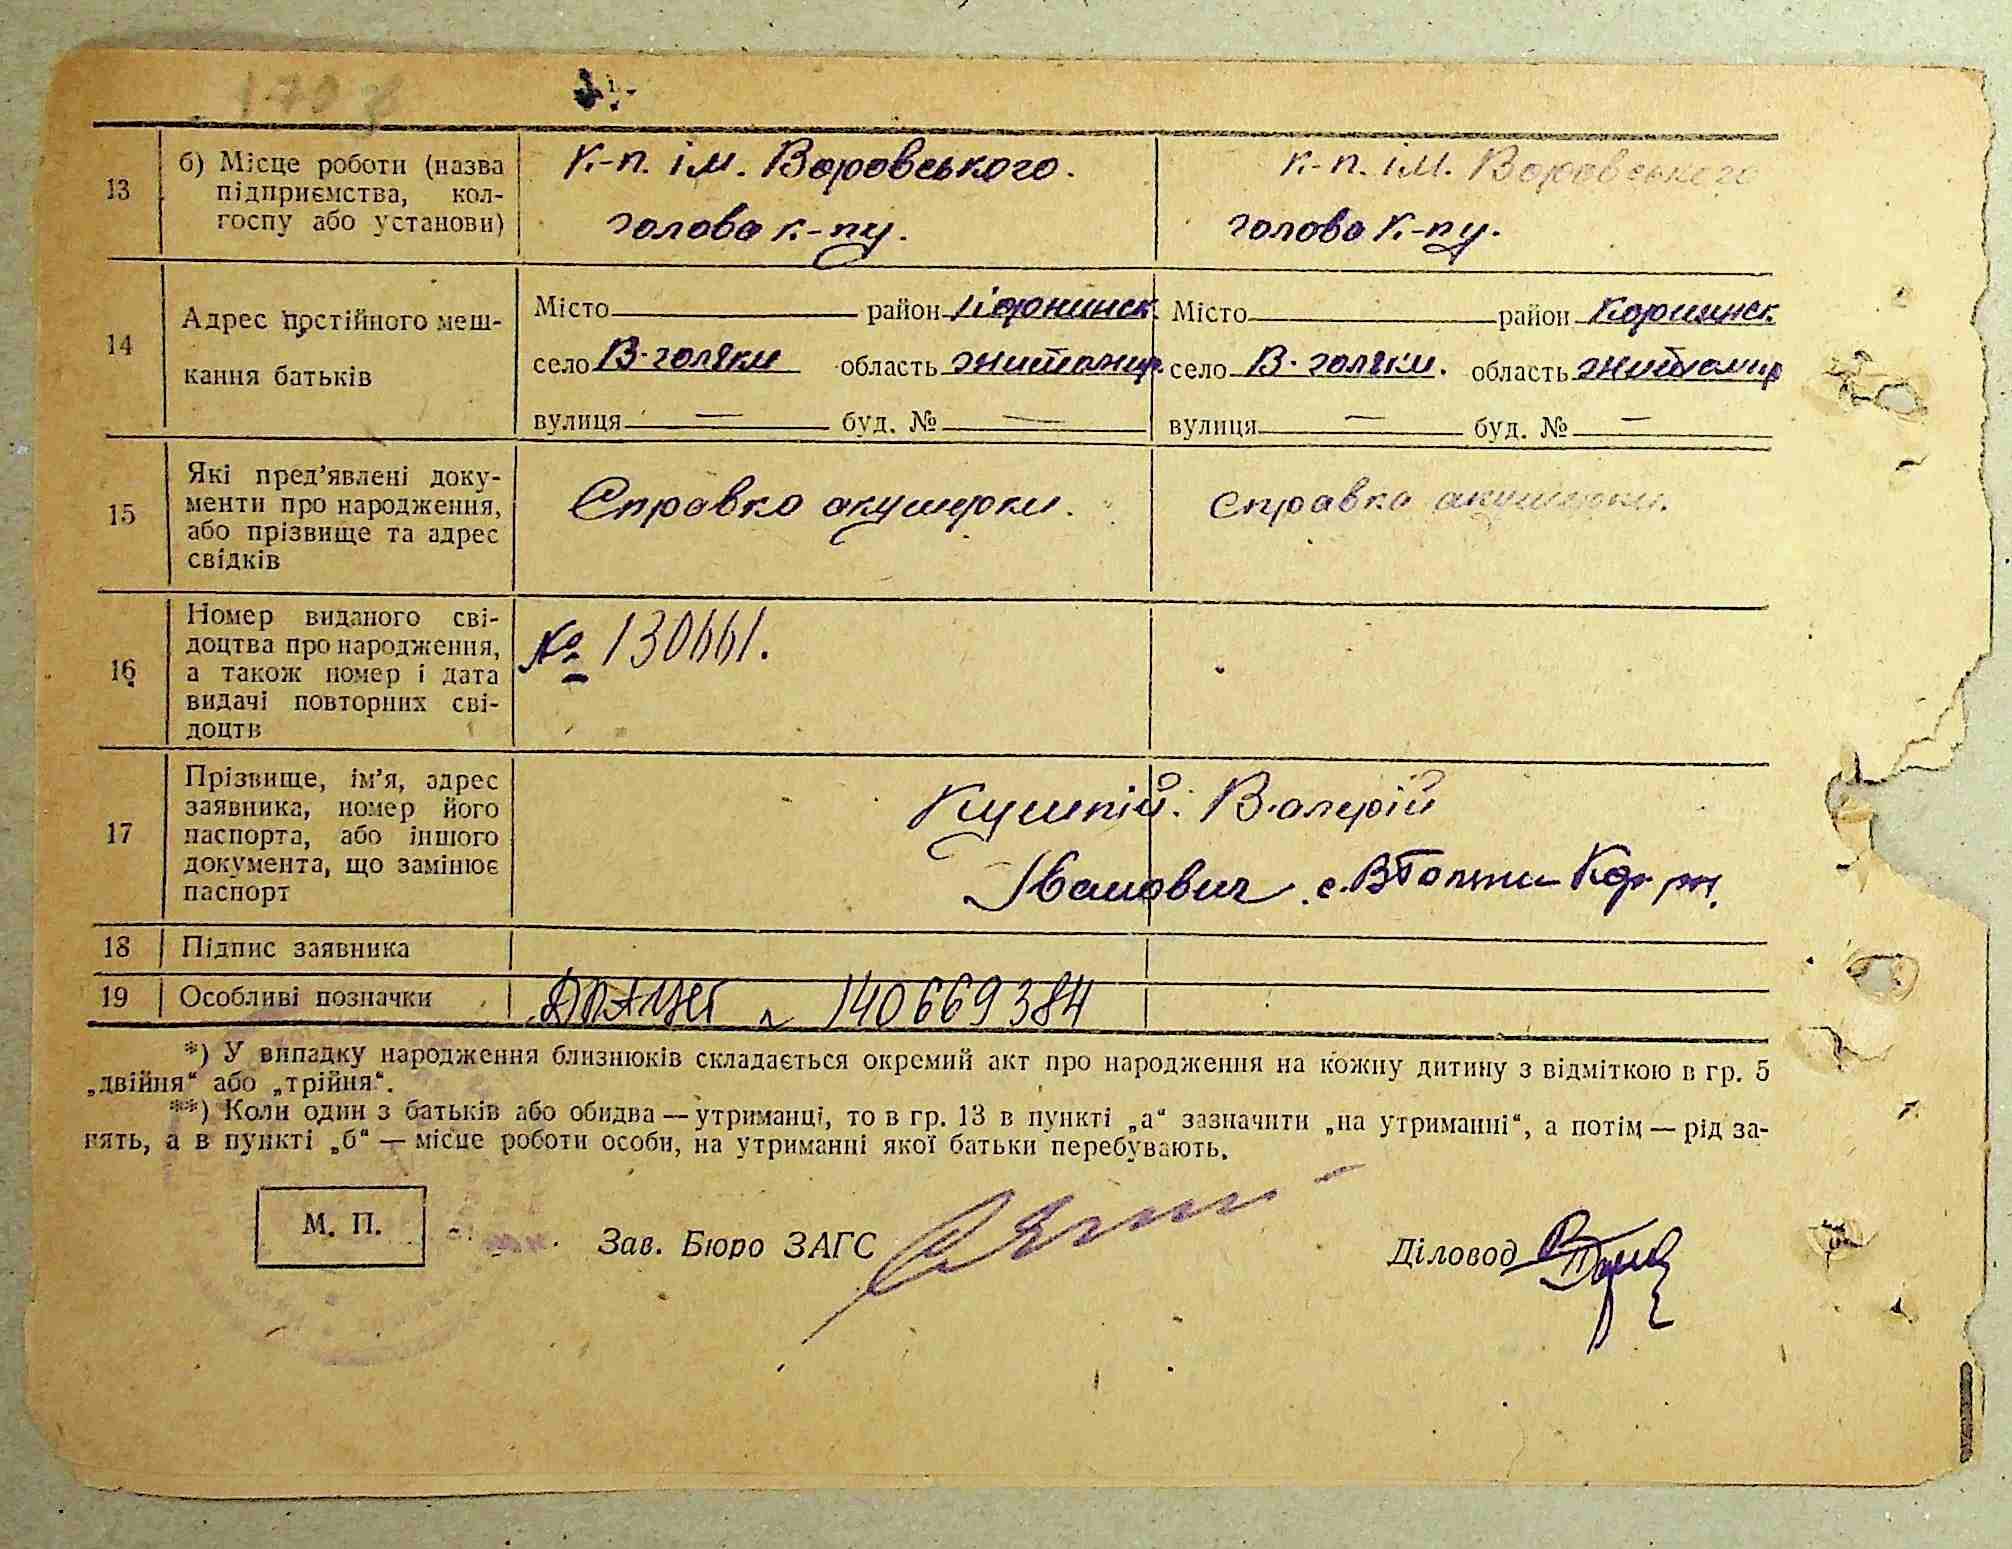 13
б) Місце роботи (назва
підприємства, кол-
госпу або установи)
К-п. ім. Воровського.
голова к-пу.
к-п. ім. Воровського
голова К-пу.
14
Адрес постійного меш-
кання батьків
Місто район Корнинск
село В-голяки область житомир
вулиця — буд. № —
Місто район Корнинск
село В-голяки. область житомир
вулиця — буд. № —
15
Які пред'явлені доку-
менти про народження,
або прізвище та адрес
свідків
Справка акушерки.
справка акушерки.
16
Номер виданого сві-
доцтва про народження,
а також номер і дата
видачі повторних сві-
доцтв
№ 130661.
17
Прізвище, ім'я, адрес
заявника, номер його
паспорта, або іншого
документа, що замінює
паспорт
Кушпій Валерій
Іванович с. В Кор. рн.
18 Підпис заявника
19 Особливі позначки
140669384
*) У випадку народження близнюків складається окремий акт про народження на кожну дитину з відміткою в гр. 5
„двійня“ або „трійня“.
**) Коли один з батьків або обидва — утриманці, то в гр. 13 в пункті „а“ зазначити „на утриманні“, а потім — рід за-
нять, а в пункті „б“ — місце роботи особи, на утриманні якої батьки перебувають.
М. П.
Зав. Бюро ЗАГС
Діловод